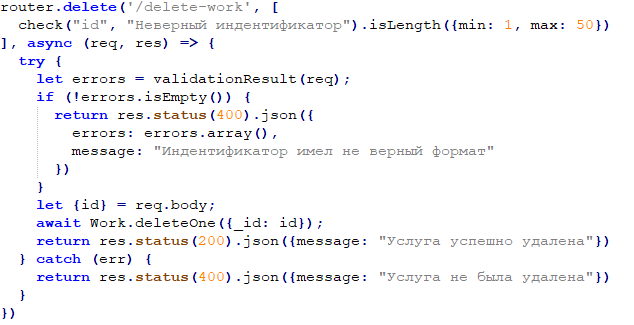 router.delete('/delete-work', [
  check("id", "Неверный индентификатор").isLength({min: 1, max: 50})
], async (req, res) => {
  try {
    let errors = validationResult(req);
    if (!errors.isEmpty()) {
      return res.status(400).json({
        errors: errors.array(),
        message: "Индентификатор имел не верный формат"
      })
    }
    let {id} = req.body;
    await Work.deleteOne({_id: id});
    return res.status(200).json({message: "Услуга успешно удалена"})
  } catch (err) {
    return res.status(400).json({message: "Услуга не была удалена"})
  }
})